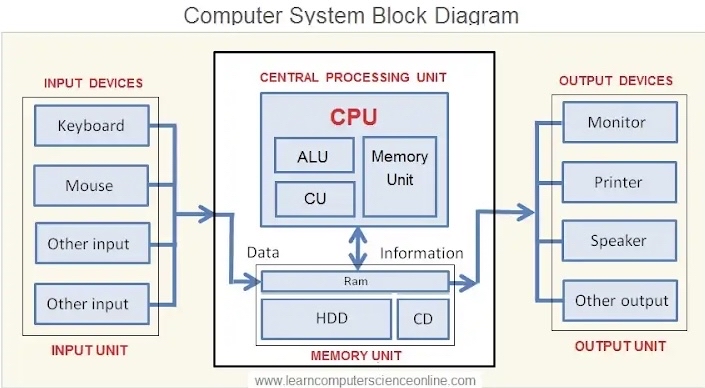 Computer System Block Diagram
INPUT DEVICES
Keyboard
Mouse
Other input
Other input
INPUT UNIT
CENTRAL PROCESSING UNIT
CPU
ALU
CU
Memory
Unit
Data
Information
Ram
HDD
CD
MEMORY UNIT
OUTPUT DEVICES
Monitor
Printer
Speaker
Other output
OUTPUT UNIT
www.learncomputerscienceonline.com